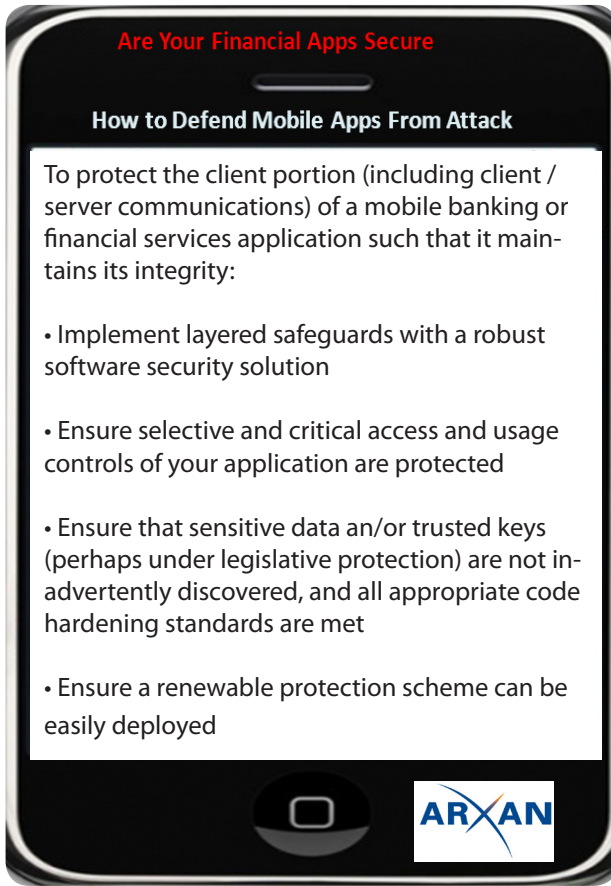 Are Your Financial Apps Secure
How to Defend Mobile Apps From Attack
To protect the client portion (including client /
server communications) of a mobile banking or
financial services application such that it main-
tains its integrity:
• Implement layered safeguards with a robust
software security solution
• Ensure selective and critical access and usage
controls of your application are protected
• Ensure that sensitive data an/or trusted keys
(perhaps under legislative protection) are not in-
advertently discovered, and all appropriate code
hardening standards are met
• Ensure a renewable protection scheme can be
easily deployed
ARXAN